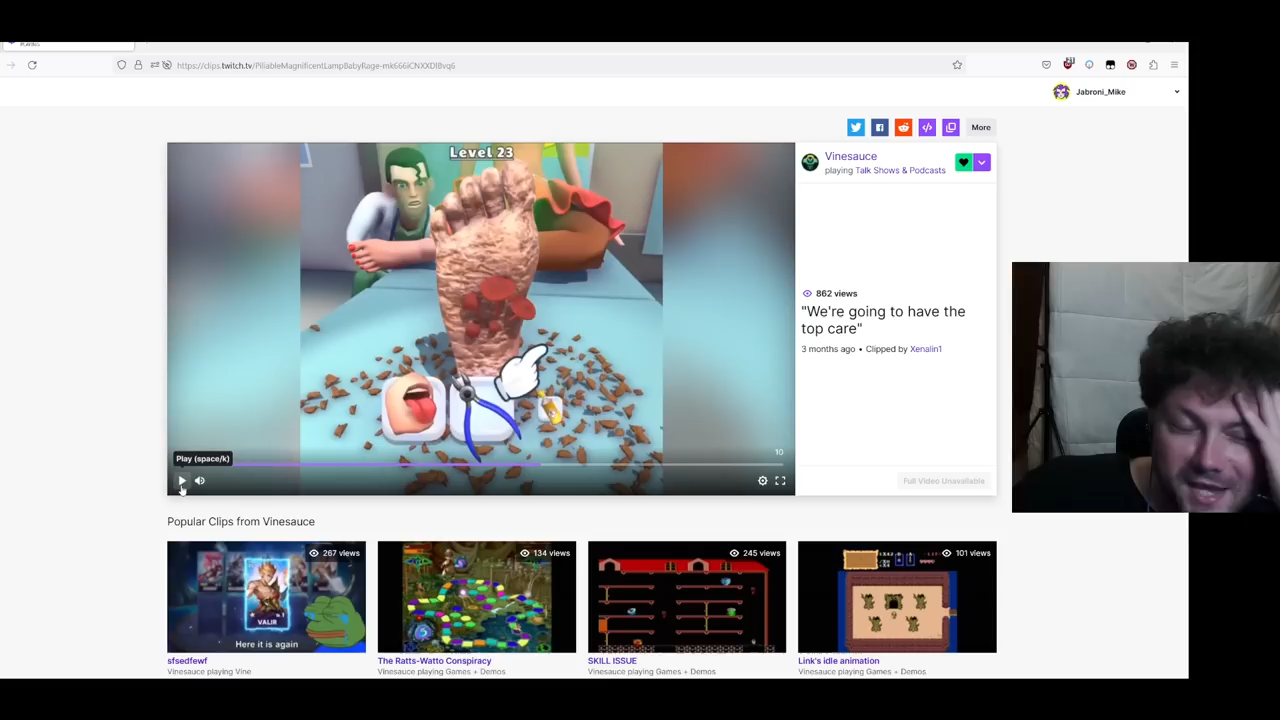 https://clips.twitch.tv/PliableMagnificentLampBabyRage-mk666iCNXXDIBvq6
Jabroni_Mike
More
Level 23
Vinesauce
playing Talk Shows & Podcasts
862 views
"We're going to have the
top care"
3 months ago • Clipped by Xenalin1
10
Play (space/k)
Full Video Unavailable
Popular Clips from Vinesauce
267 views
VALIR
Here it is again
134 views
245 views
101 views
sfsedfewf
Vinesauce playing Vine
The Ratts-Watto Conspiracy
Vinesauce playing Games + Demos
SKILL ISSUE
Vinesauce playing Games + Demos
Link's idle animation
Vinesauce playing Games + Demos